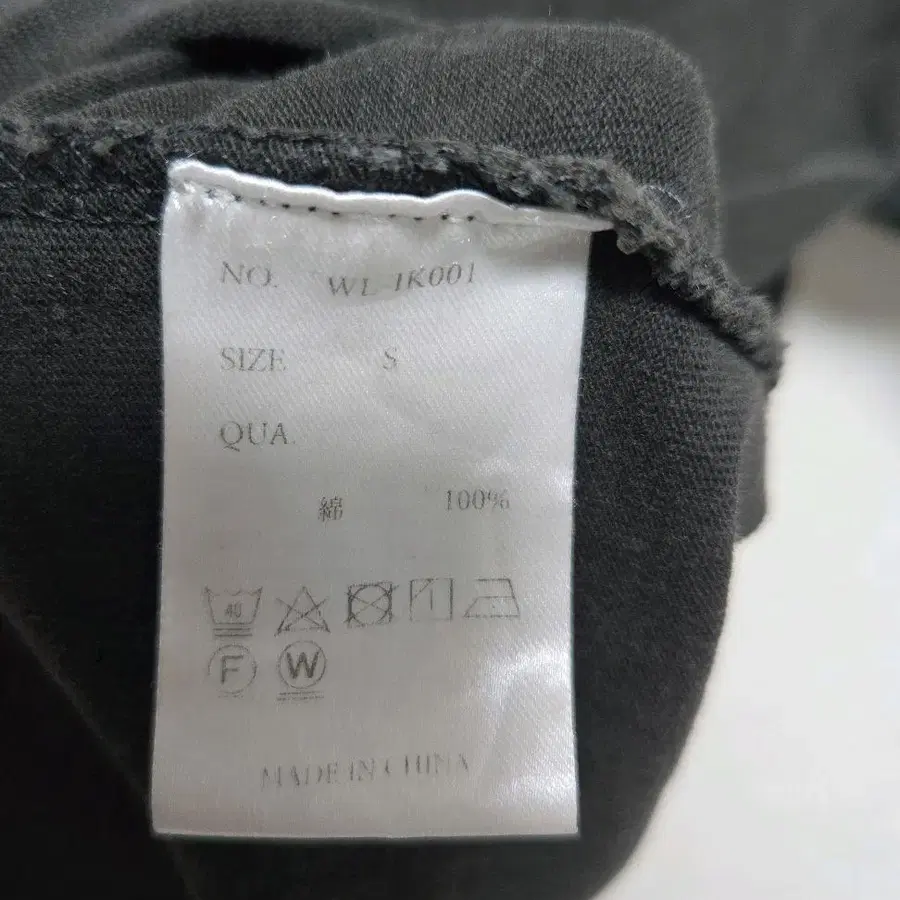 NO. WL-1K001
SIZE S
QUA.
綿 100%
40
F W
MADE IN CHINA